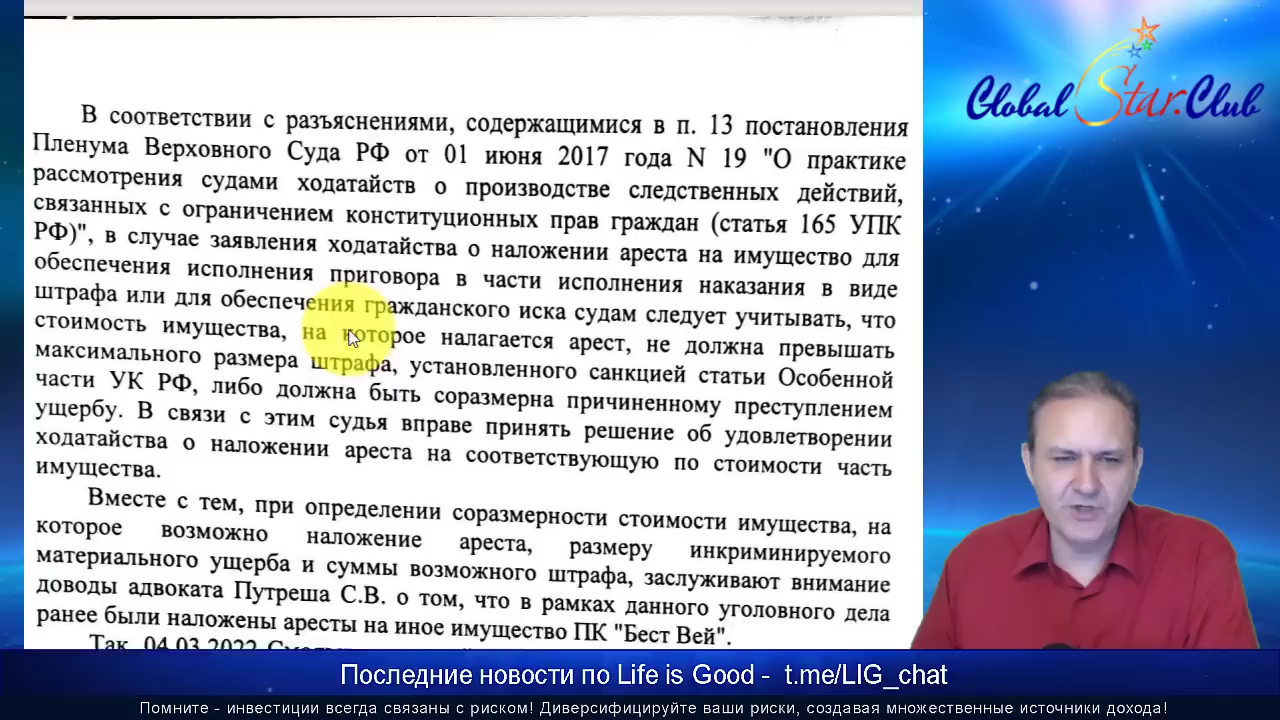 В соответствии с разъяснениями, содержащимися в п. 13 постановления
Пленума Верховного Суда РФ от 01 июня 2017 года N 19 "О практике
рассмотрения судами ходатайств о производстве следственных действий,
связанных с ограничением конституционных прав граждан (статья 165 УПК
РФ)", в случае заявления ходатайства о наложении ареста на имущество для
обеспечения исполнения приговора в части исполнения наказания в виде
штрафа или для обеспечения гражданского иска судам следует учитывать, что
стоимость имущества, на которое налагается арест, не должна превышать
максимального размера штрафа, установленного санкцией статьи Особенной
части УК РФ, либо должна быть соразмерна причиненному преступлением
ущербу. В связи с этим судья вправе принять решение об удовлетворении
ходатайства о наложении ареста на соответствующую по стоимости часть
имущества.
Вместе с тем, при определении соразмерности стоимости имущества, на
которое возможно наложение ареста, размеру инкриминируемого
материального ущерба и суммы возможного штрафа, заслуживают внимание
доводы адвоката Путреша С.В. о том, что в рамках данного уголовного дела
ранее были наложены аресты на иное имущество ПК "Бест Вей".
Так, 04.03.2022
Global Star.Club
Последние новости по Life is Good - t.me/LIG_chat
Помните - инвестиции всегда связаны с риском! Диверсифицируйте ваши риски, создавая множественные источники дохода!